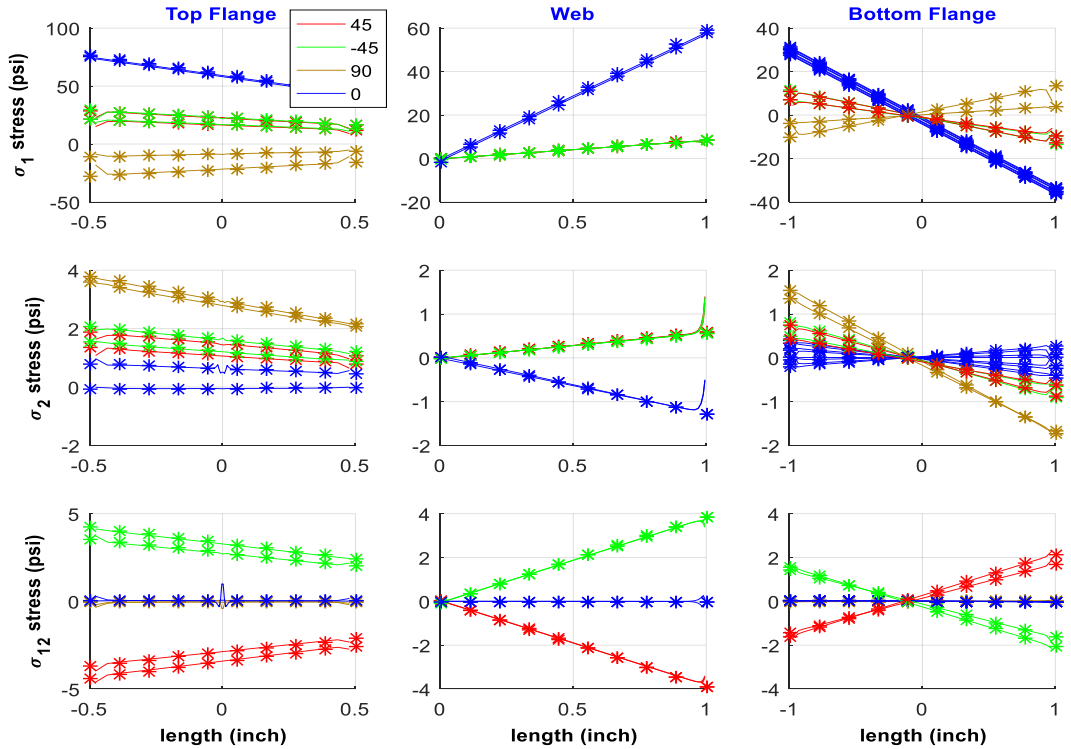 Top Flange
Web
Bottom Flange
45
-45
90
0
σ1 stress (psi)
100
50
0
-50
-0.5 0 0.5
60
40
20
0
20
0 0.5 1
40
20
0
-20
-40
-1 0 1
σ2 stress (psi)
4
2
0
-2
-0.5 0 0.5
2
1
0
-1
-2
0 0.5 1
2
1
0
-1
-2
-1 0 1
σ12 stress (psi)
5
0
-5
-0.5 0 0.5
4
2
0
-2
-4
0 0.5 1
4
2
0
-2
-4
-1 0 1
length (inch)
length (inch)
length (inch)